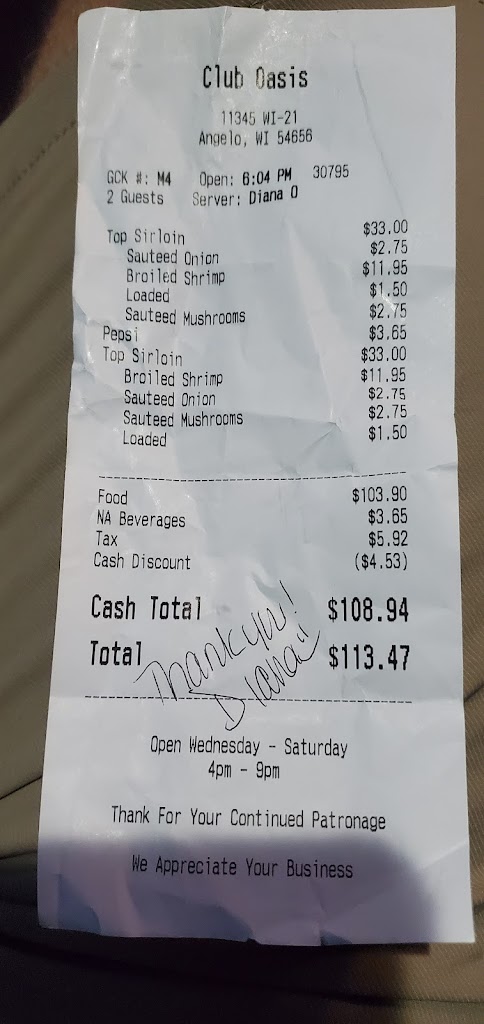 Club Oasis
11345 WI-21
Angelo, WI 54656
GCK #: M4 Open: 6:04 PM 30795
2 Guests Server: Diana O
Top Sirloin $33.00
Sauteed Onion $2.75
Broiled Shrimp $11.95
Loaded $1.50
Sauteed Mushrooms $2.75
Pepsi $3.65
Top Sirloin $33.00
Broiled Shrimp $11.95
Sauteed Onion $2.75
Sauteed Mushrooms $2.75
Loaded $1.50
Food $103.90
NA Beverages $3.65
Tax $5.92
Cash Discount ($4.53)
Cash Total $108.94
Total $113.47
Thank you!
Diana
Open Wednesday - Saturday
4pm - 9pm
Thank For Your Continued Patronage
We Appreciate Your Business